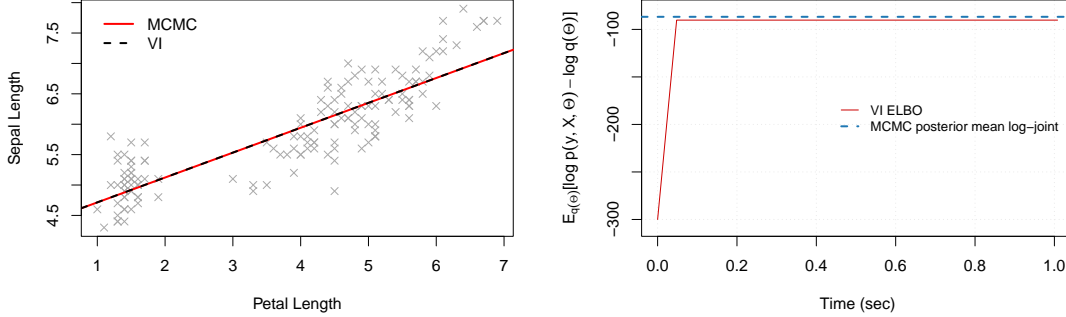 MCMC
VI
Sepal Length
4.5 5.5 6.5 7.5
1 2 3 4 5 6 7
Petal Length
E_{q(Θ)}[log p(y, X, Θ) − log q(Θ)]
-300 -200 -100
VI ELBO
MCMC posterior mean log−joint
0.0 0.2 0.4 0.6 0.8 1.0
Time (sec)